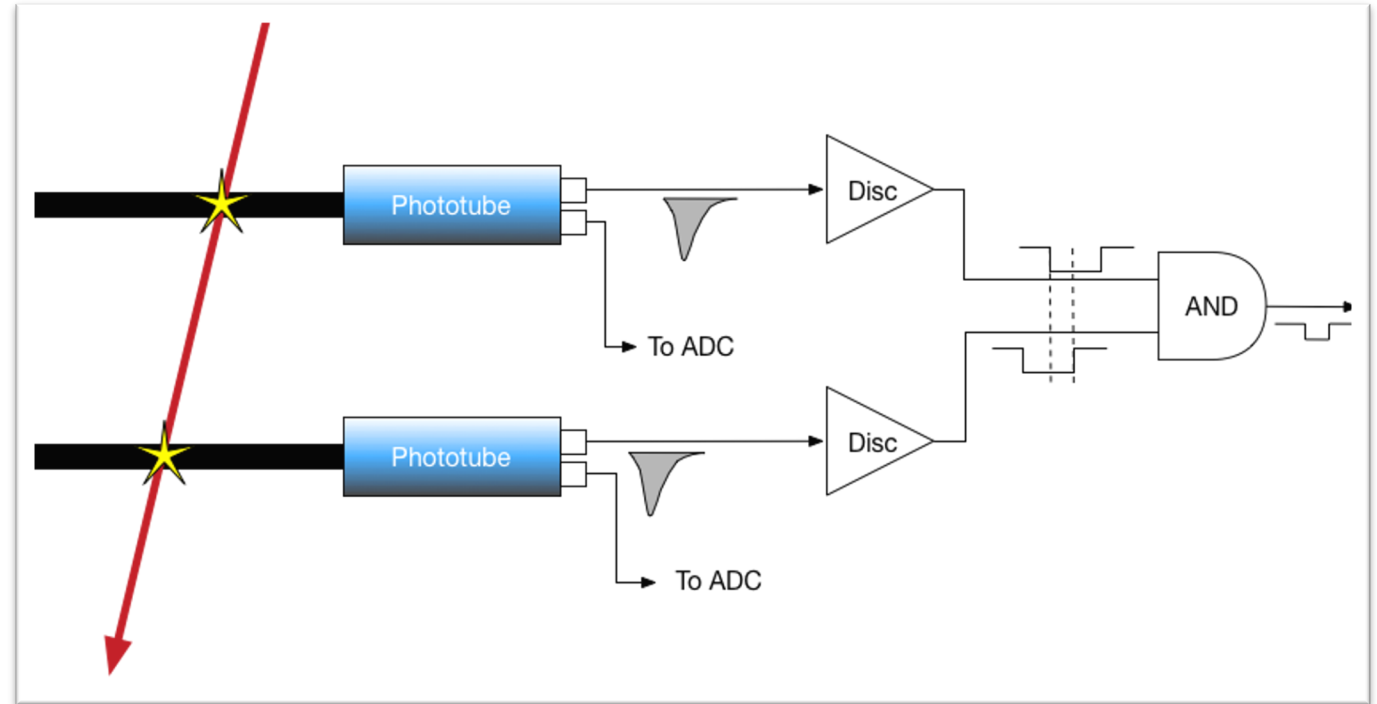 Phototube
Disc
AND
To ADC
Phototube
Disc
To ADC